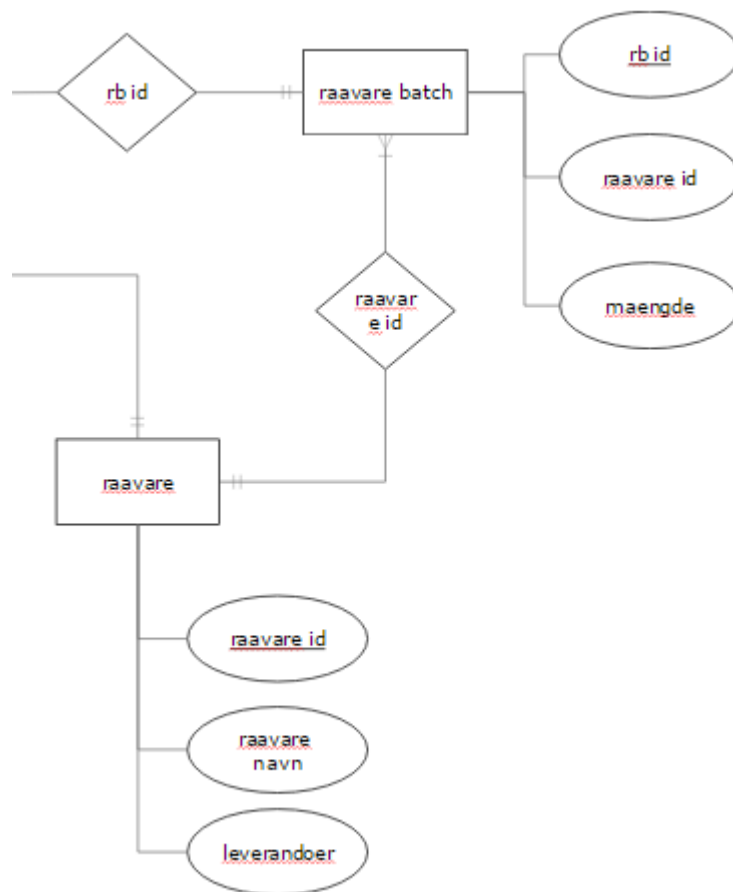 rb id
raavare batch
rb id
raavare id
raavar
e id
maengde
raavare
raavare id
raavare
navn
leverandoer